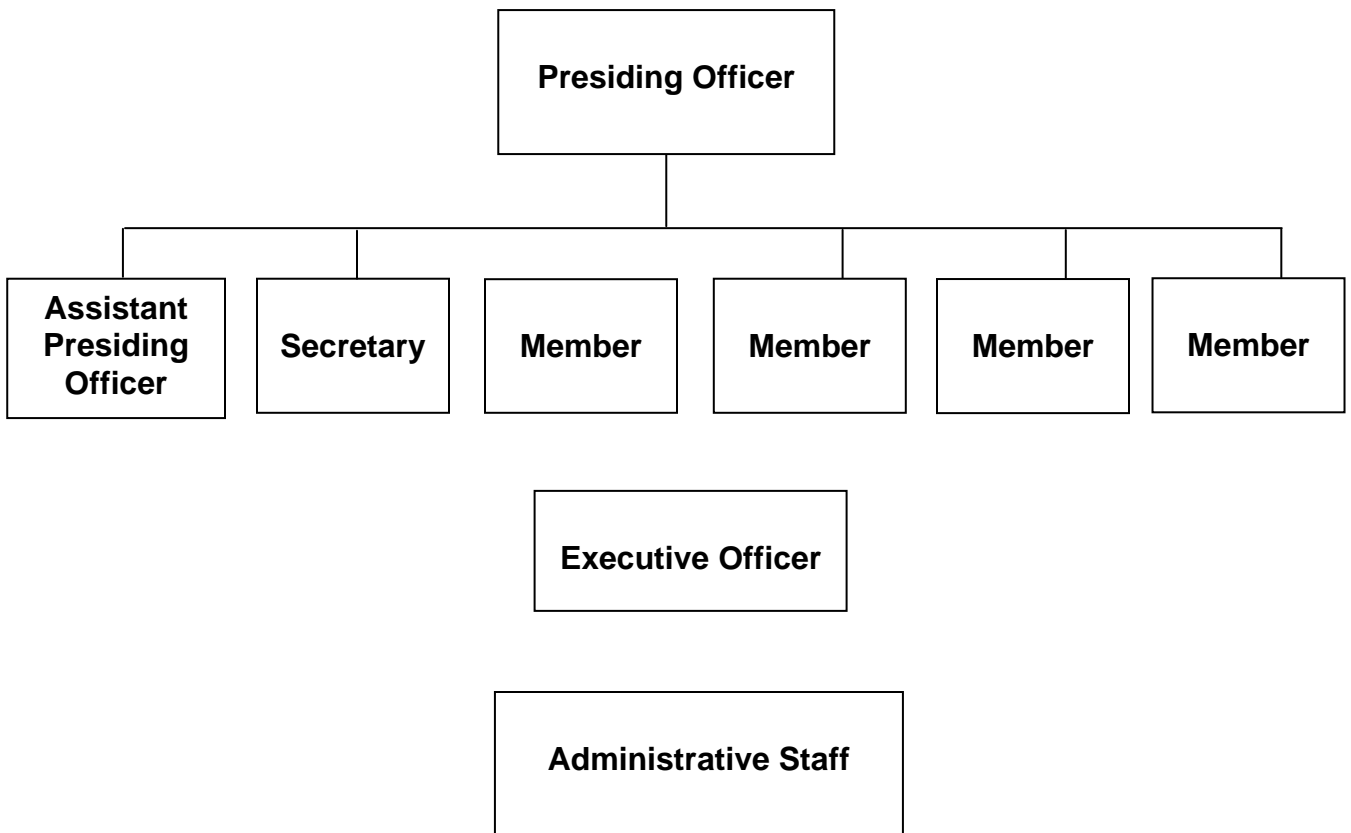 Presiding Officer
Assistant
Presiding
Officer
Secretary
Member
Member
Member
Member
Executive Officer
Administrative Staff